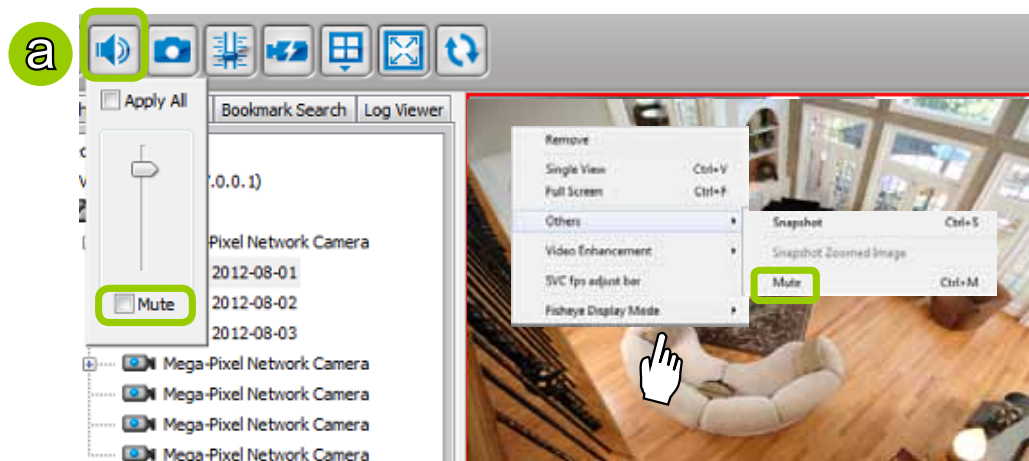 a
Apply All
Bookmark Search
Log Viewer
.0.0.1)
Pixel Network Camera
2012-08-01
Mute
2012-08-02
2012-08-03
Mega-Pixel Network Camera
Mega-Pixel Network Camera
Mega-Pixel Network Camera
Mega-Pixel Network Camera
Remove
Single View Ctrl+V
Full Screen Ctrl+F
Others
Video Enhancement
SVC fps adjust bar
Fisheye Display Mode
Snapshot Ctrl+S
Snapshot Zoomed Image
Mute Ctrl+M